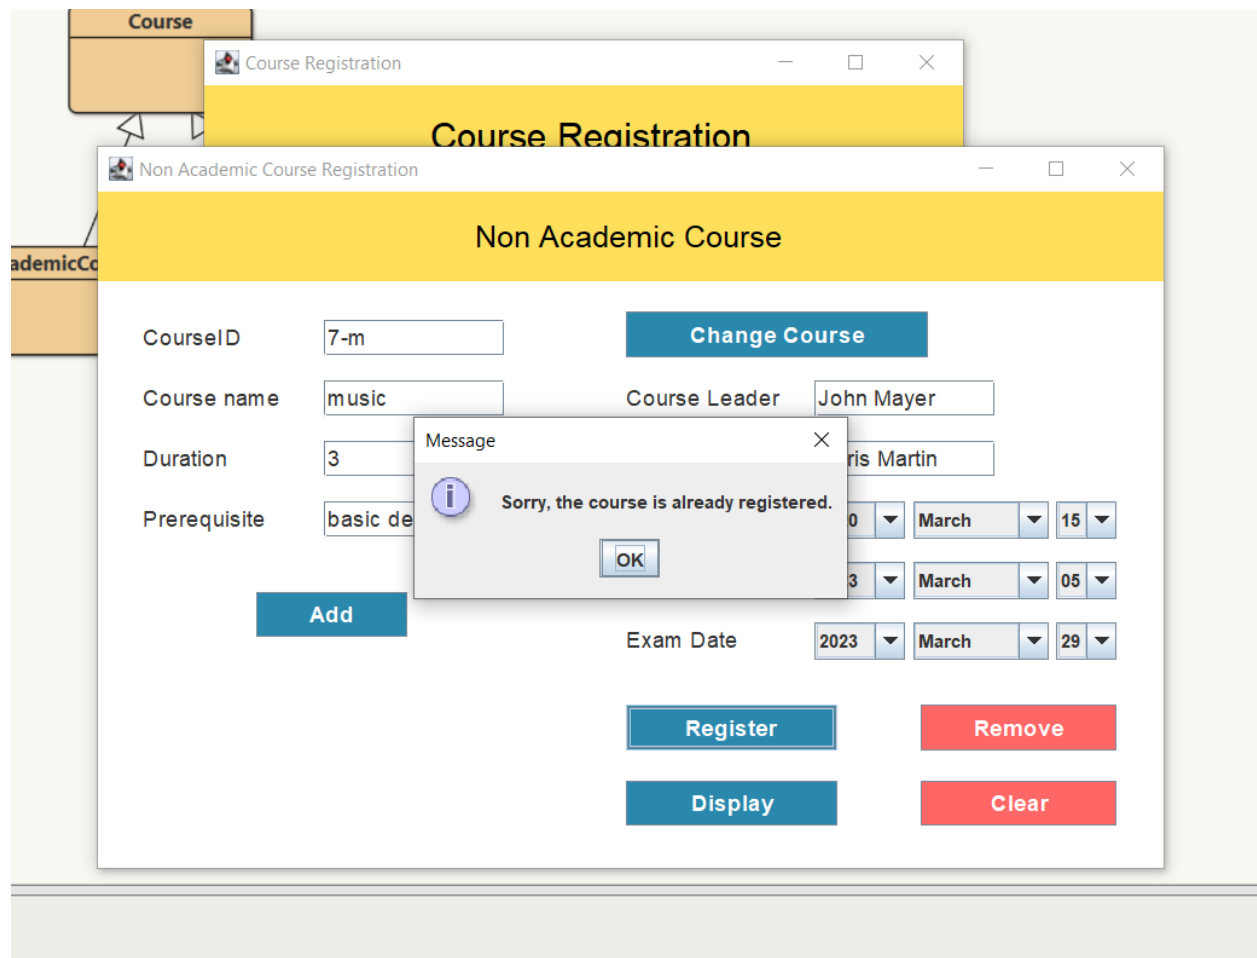 Course
Course Registration
Course Registration
Non Academic Course Registration
Non Academic Course
CourseID
7-m
Change Course
Course name
music
Course Leader
John Mayer
Message
Duration
3
ris Martin
Sorry, the course is already registered.
Prerequisite
basic de
0
March
15
OK
3
March
05
Add
Exam Date
2023
March
29
Register
Remove
Display
Clear